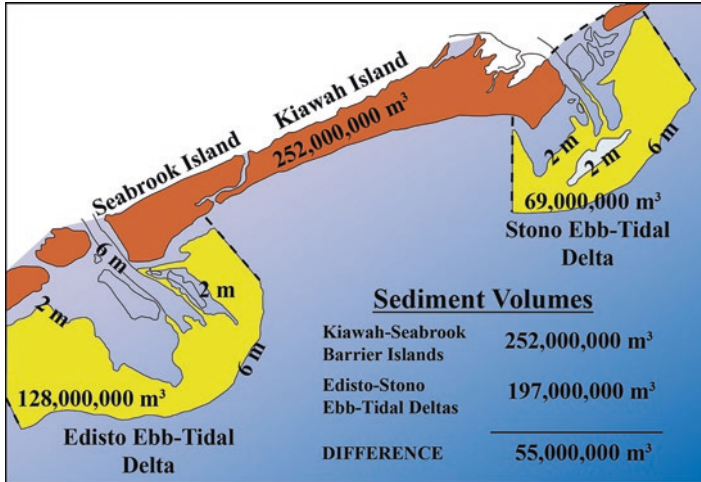 Kiawah Island
Seabrook Island
252,000,000 m³
2 m
2 m
6 m
69,000,000 m³
Stono Ebb-Tidal
Delta
6 m
2 m
2 m
6 m
128,000,000 m³
Edisto Ebb-Tidal
Delta
Sediment Volumes
Kiawah-Seabrook
Barrier Islands 252,000,000 m³
Edisto-Stono
Ebb-Tidal Deltas 197,000,000 m³
DIFFERENCE 55,000,000 m³